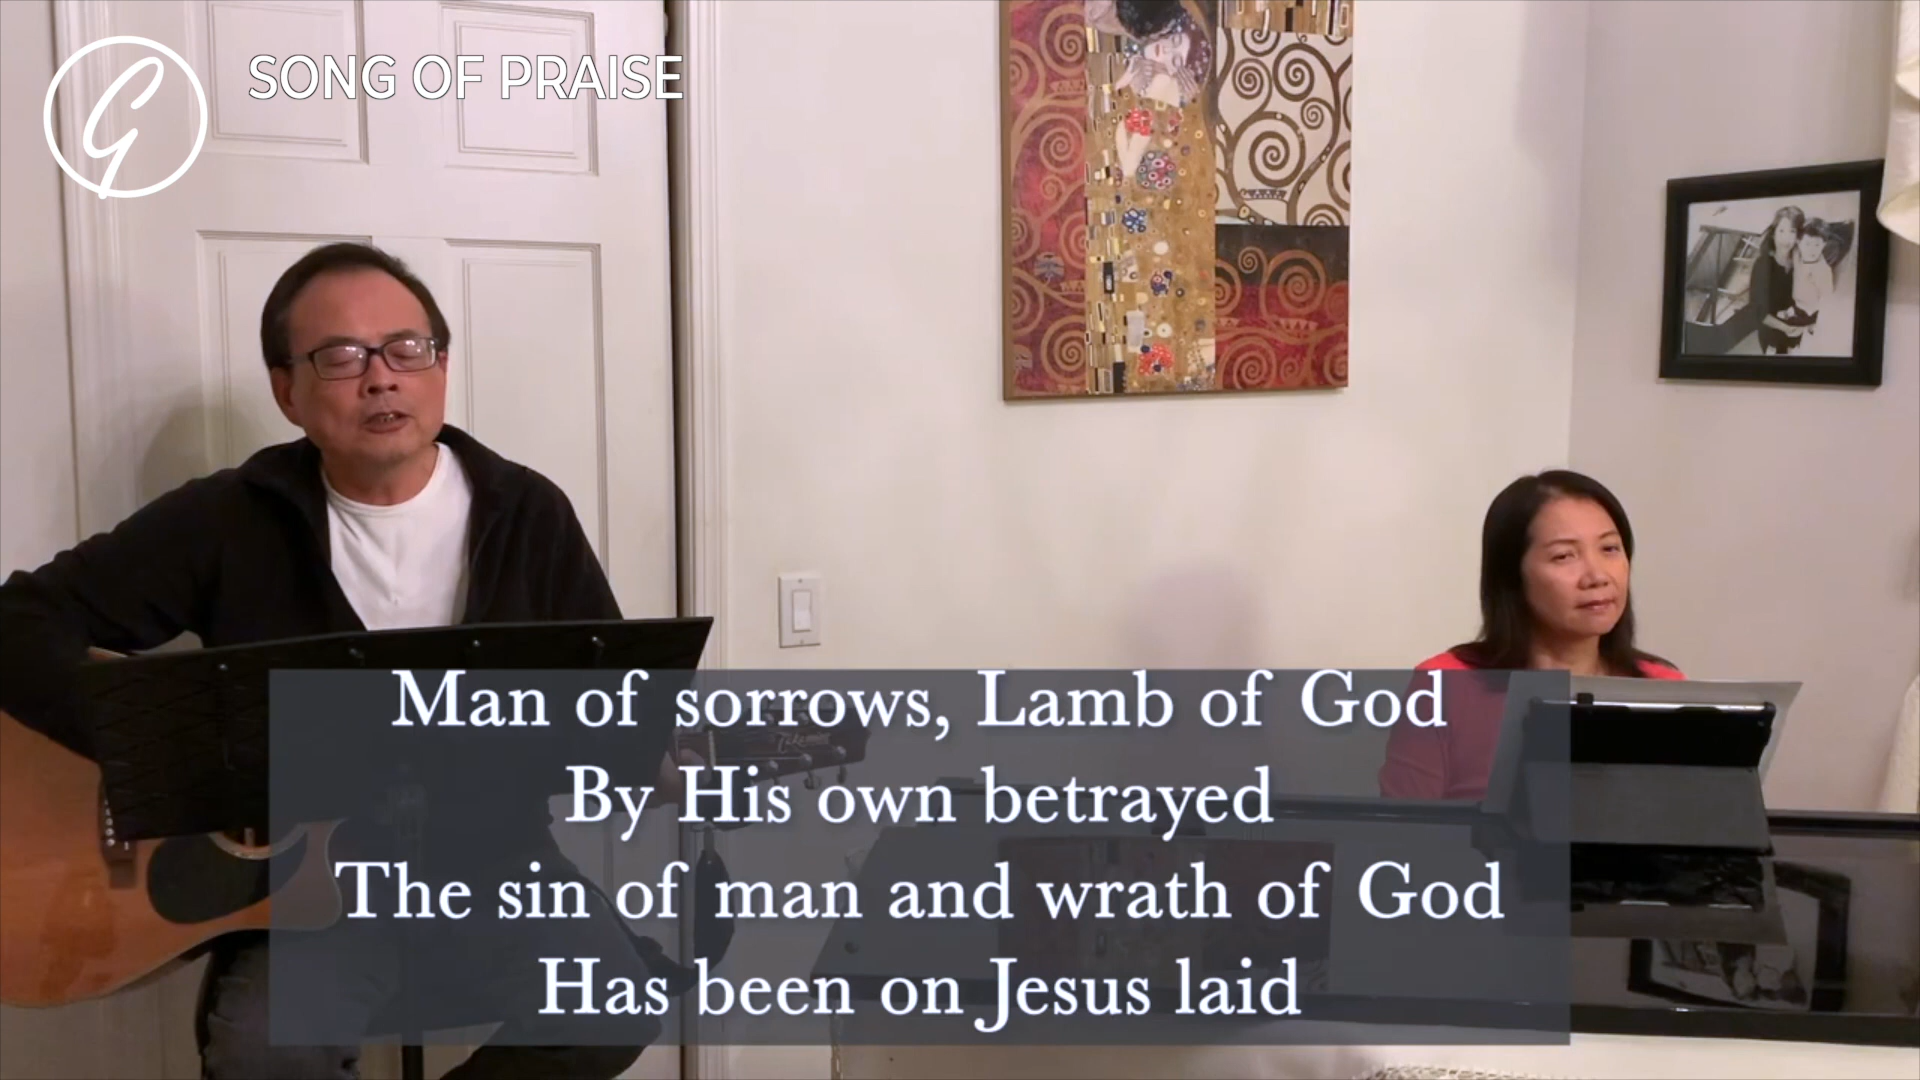 G
SONG OF PRAISE
Takamine
Man of sorrows, Lamb of God
By His own betrayed
The sin of man and wrath of God
Has been on Jesus laid